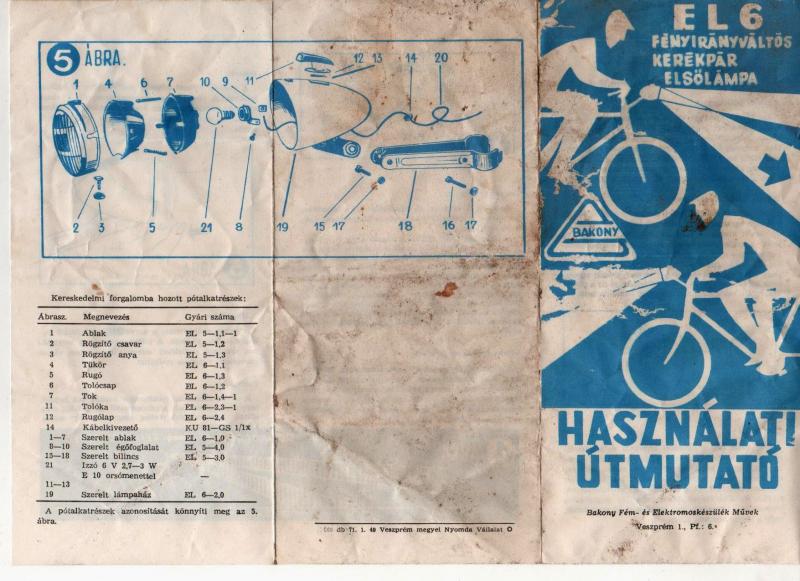 5 ÁBRA.
1 4 6 7 10 9 11 12 13 14 20
2 3 5 21 8 19 15 17 18 16 17
Kereskedelmi forgalomba hozott pótalkatrészek:
Ábrasz. Megnevezés Gyári száma
1 Ablak EL 5—1,1—1
2 Rögzítő csavar EL 5—1,2
3 Rögzítő anya EL 5—1,3
4 Tükör EL 6—1,1
5 Rugó EL 6—1,3
6 Tolócsap EL 6—1,2
7 Tok EL 6—1,4—1
11 Tolóka EL 6—2,3—1
12 Rugólap EL 6—2,4
14 Kábelkivezető KU 81—GS 1/1x
1—7 Szerelt ablak EL 6—1,0
8—10 Szerelt égőfoglalat EL 5—4,0
15—18 Szerelt bilincs EL 5—3,0
21 Izzó 6 V 2,7—3 W
E 10 orsómenettel —
11—13
19 Szerelt lámpaház EL 6—2,0
A pótalkatrészek azonosítását könnyíti meg az 5.
ábra.
db 71. 1. 49 Veszprém megyei Nyomda Vállalat
EL6
FÉNYIRÁNYVÁLTÓS
KERÉKPÁR
ELSŐLÁMPA
BAKONY
HASZNÁLATI
ÚTMUTATÓ
Bakony Fém- és Elektromoskészülék Művek
Veszprém 1., Pf.: 6.